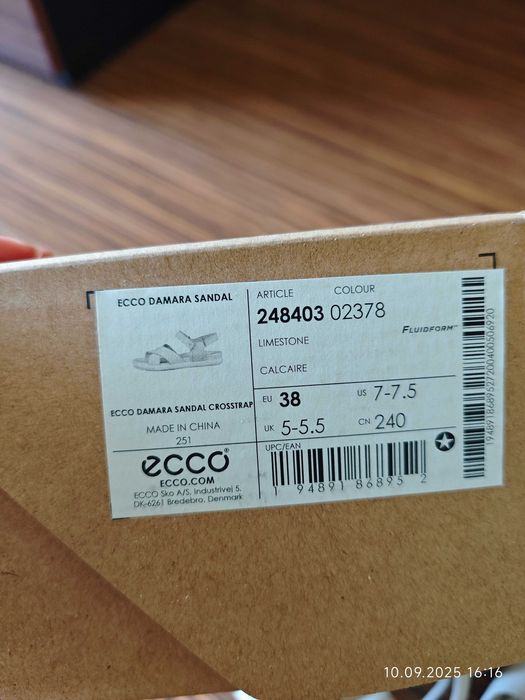 ECCO DAMARA SANDAL
ECCO DAMARA SANDAL CROSSTRAP
MADE IN CHINA
251
ecco®
ECCO.COM
ECCO Sko A/S, Industrivej 5,
DK-6261 Bredebro, Denmark
ARTICLE COLOUR
248403 02378
FLUIDFORM™
LIMESTONE
CALCAIRE
EU 38 US 7-7.5
UK 5-5.5 CN 240
UPC/EAN
1 94891 86895 2
1948918689527200400506920
10.09.2025 16:16